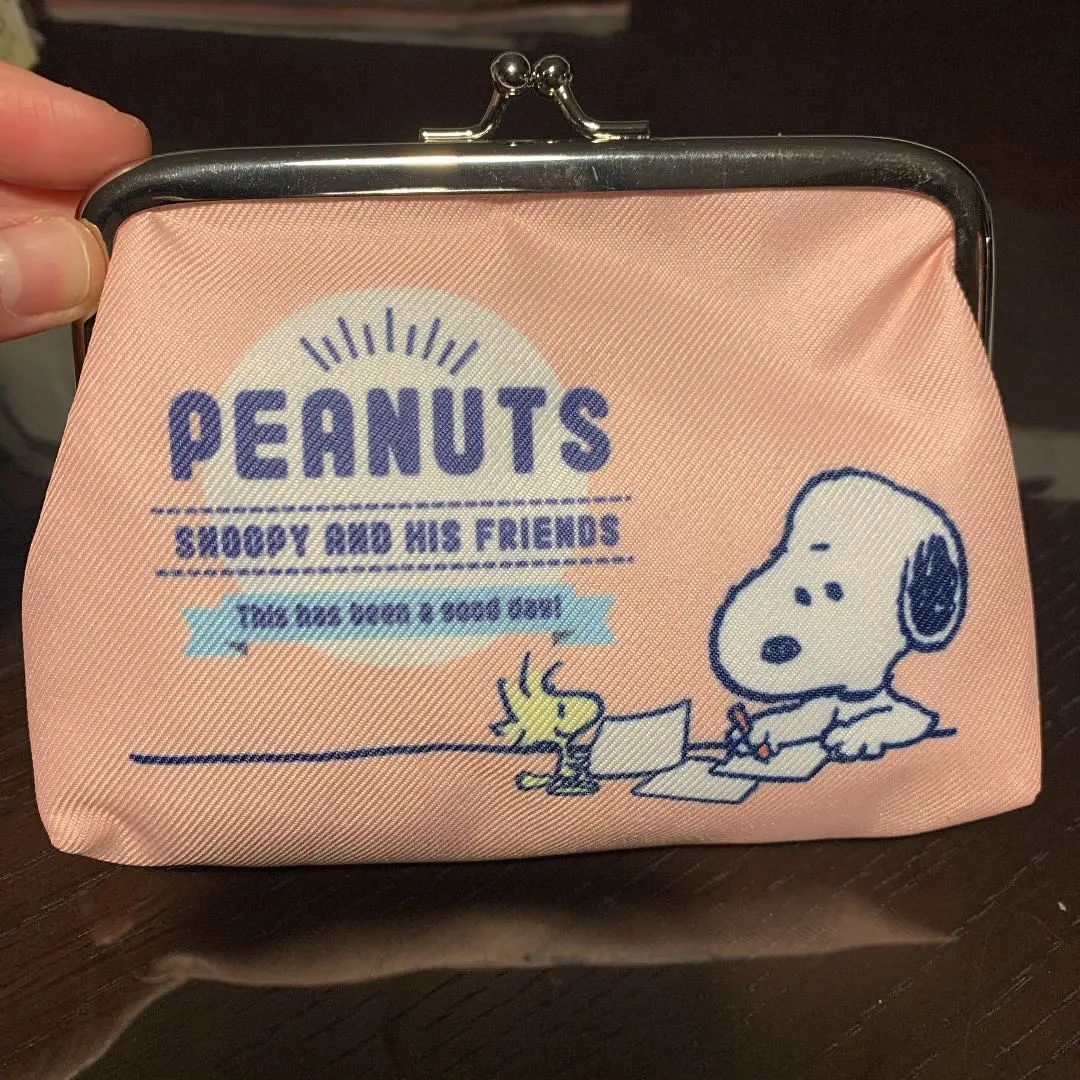 PEANUTS
SNOOPY AND HIS FRIENDS
This has been a good day!